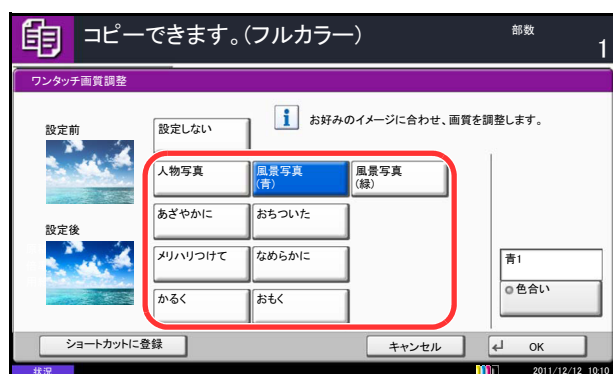 コピーできます。(フルカラー)
部数
1
ワンタッチ画質調整
お好みのイメージに合わせ、画質を調整します。
設定前
設定しない
人物写真
風景写真
(青)
風景写真
(緑)
あざやかに
おちついた
設定後
メリハリつけて
なめらかに
青1
色合い
かるく
おもく
ショートカットに登録
キャンセル
OK
状況
2011/12/12 10:10